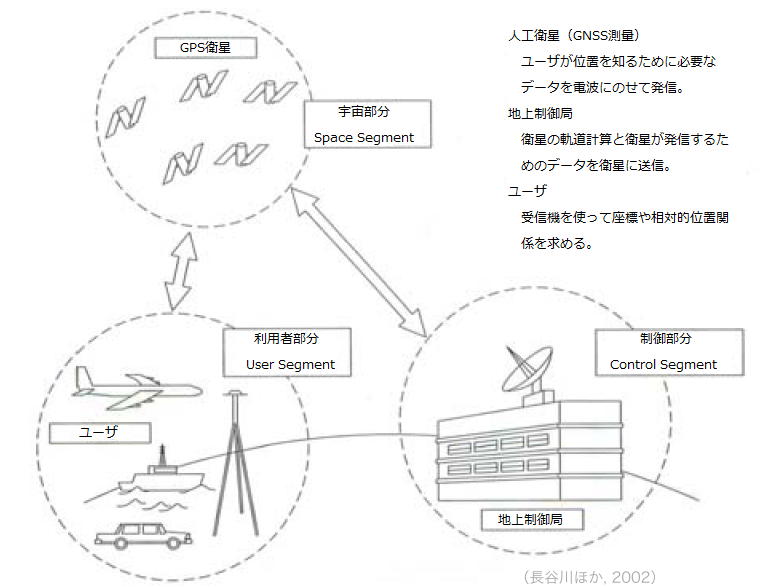 GPS衛星
宇宙部分
Space Segment
人工衛星（GNSS測量）
ユーザが位置を知るために必要な
データを電波にのせて発信。
地上制御局
衛星の軌道計算と衛星が発信するた
めのデータを衛星に送信。
ユーザ
受信機を使って座標や相対的位置関
係を求める。
利用者部分
User Segment
ユーザ
制御部分
Control Segment
地上制御局
（長谷川ほか, 2002）